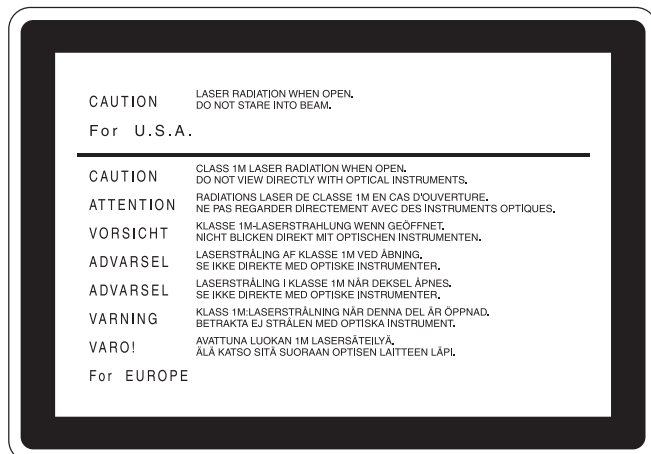 CAUTION LASER RADIATION WHEN OPEN.
DO NOT STARE INTO BEAM.
For U.S.A.
CAUTION CLASS 1M LASER RADIATION WHEN OPEN.
DO NOT VIEW DIRECTLY WITH OPTICAL INSTRUMENTS.
ATTENTION RADIATIONS LASER DE CLASSE 1M EN CAS D'OUVERTURE.
NE PAS REGARDER DIRECTEMENT AVEC DES INSTRUMENTS OPTIQUES.
VORSICHT KLASSE 1M-LASERSTRAHLUNG WENN GEÖFFNET.
NICHT BLICKEN DIREKT MIT OPTISCHEN INSTRUMENTEN.
ADVARSEL LASERSTRÅLING AF KLASSE 1M VED ÅBNING.
SE IKKE DIREKTE MED OPTISKE INSTRUMENTER.
ADVARSEL LASERSTRÅLING I KLASSE 1M NÅR DEKSEL ÅPNES.
SE IKKE DIREKTE MED OPTISKE INSTRUMENTER.
VARNING KLASS 1M:LASERSTRÅLNING NÄR DENNA DEL ÄR ÖPPNAD.
BETRAKTA EJ STRÅLEN MED OPTISKA INSTRUMENT.
VARO! AVATTUNA LUOKAN 1M LASERSÄTEILYÄ.
ÄLÄ KATSO SITÄ SUORAAN OPTISEN LAITTEEN LÄPI.
For EUROPE